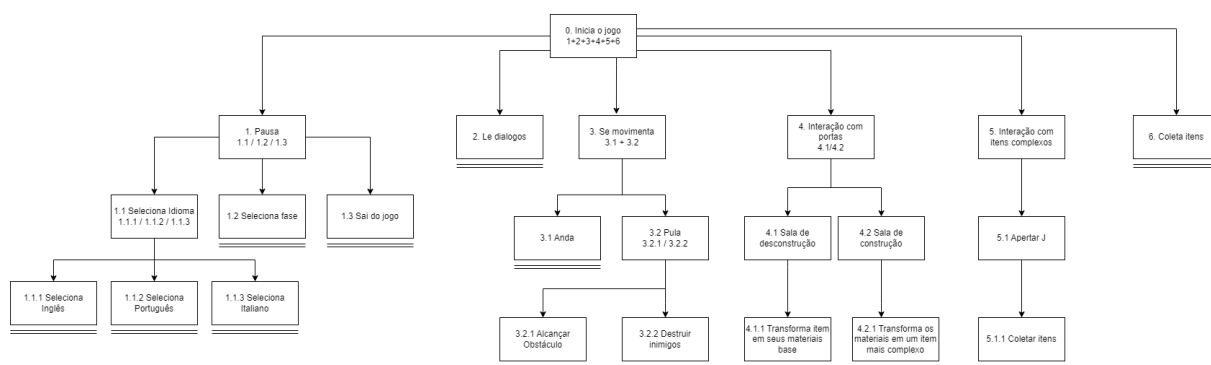 0. Inicia o jogo
1+2+3+4+5+6
1. Pausa
1.1 / 1.2 / 1.3
2. Le dialogos
3. Se movimenta
3.1 + 3.2
4. Interação com
portas
4.1/4.2
5. Interação com
itens complexos
6. Coleta itens
1.1 Seleciona Idioma
1.1.1 / 1.1.2 / 1.1.3
1.2 Seleciona fase
1.3 Sai do jogo
3.1 Anda
3.2 Pula
3.2.1 / 3.2.2
4.1 Sala de
desconstrução
4.2 Sala de
construção
5.1 Apertar J
1.1.1 Seleciona
Inglês
1.1.2 Seleciona
Português
1.1.3 Seleciona
Italiano
3.2.1 Alcançar
Obstáculo
3.2.2 Destruir
inimigos
4.1.1 Transforma item
em seus materiais
base
4.2.1 Transforma os
materiais em um item
mais complexo
5.1.1 Coletar itens